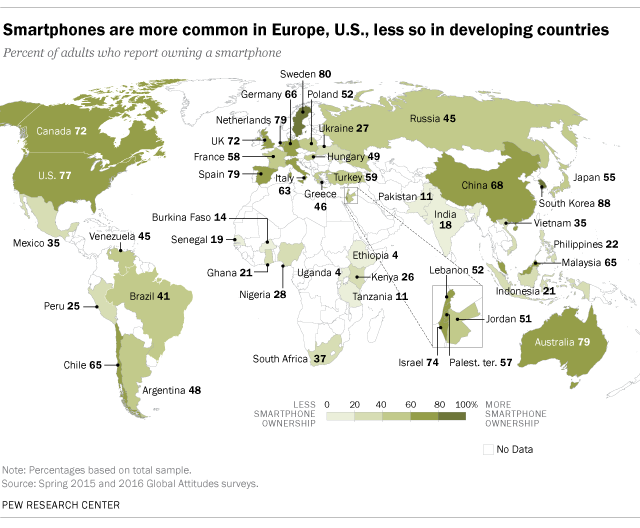 Smartphones are more common in Europe, U.S., less so in developing countries
Percent of adults who report owning a smartphone
Sweden 80
Germany 66
Poland 52
Netherlands 79
Ukraine 27
Russia 45
Canada 72
UK 72
U.S. 77
France 58
Hungary 49
Spain 79
Italy
63
Turkey 59
Greece
46
China 68
Japan 55
South Korea 88
Pakistan 11
India
18
Vietnam 35
Philippines 22
Malaysia 65
Mexico 35
Venezuela 45
Burkina Faso 14
Senegal 19
Ethiopia 4
Ghana 21
Uganda 4
Kenya 26
Lebanon 52
Indonesia 21
Nigeria 28
Tanzania 11
Peru 25
Brazil 41
Jordan 51
Australia 79
Chile 65
South Africa 37
Israel 74
Palest. ter. 57
Argentina 48
LESS
SMARTPHONE
OWNERSHIP
0 20 40 60 80 100%
MORE
SMARTPHONE
OWNERSHIP
No Data
Note: Percentages based on total sample.
Source: Spring 2015 and 2016 Global Attitudes surveys.
PEW RESEARCH CENTER